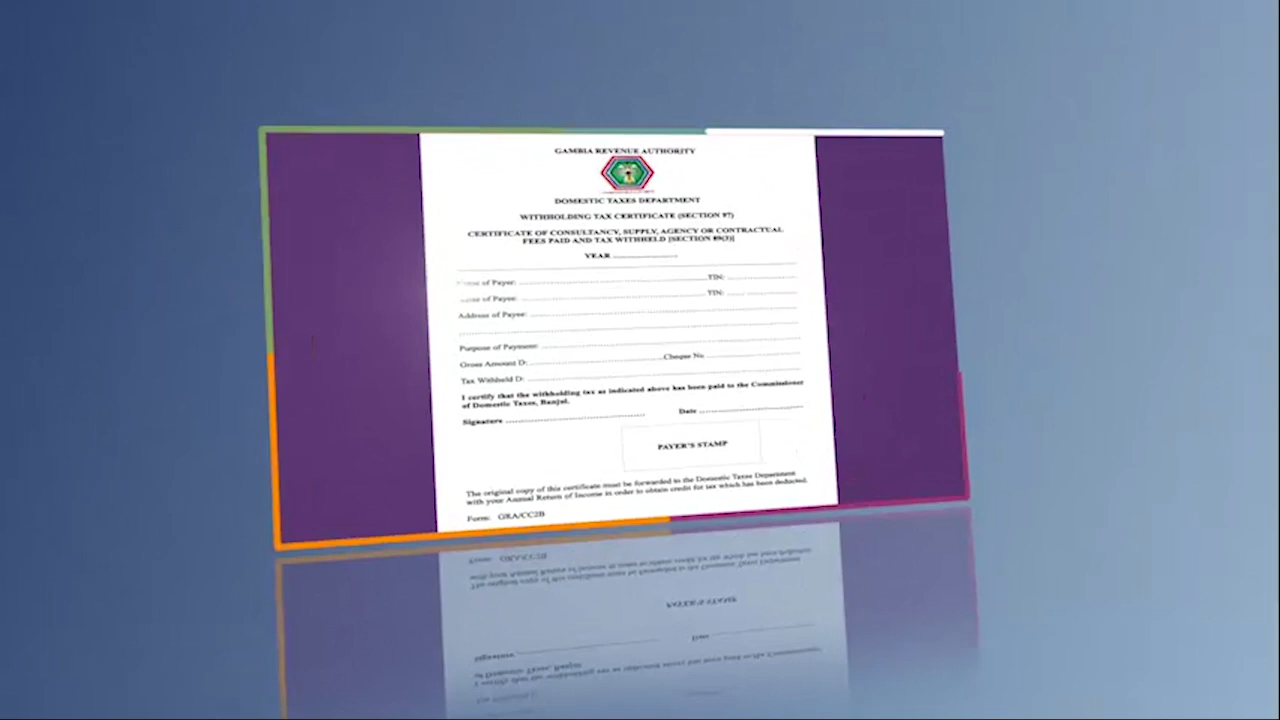 GAMBIA REVENUE AUTHORITY
DOMESTIC TAXES DEPARTMENT
WITHHOLDING TAX CERTIFICATE (SECTION 97)
CERTIFICATE OF CONSULTANCY, SUPPLY, AGENCY OR CONTRACTUAL
FEES PAID AND TAX WITHHELD [SECTION 89(3)]
YEAR
of Payer: TIN:
of Payee: TIN:
Address of Payee:
Purpose of Payment:
Gross Amount D: Cheque No
Tax Withheld D:
I certify that the withholding tax as indicated above has been paid to the Commissioner
of Domestic Taxes, Banjul.
Signature Date
PAYER'S STAMP
The original copy of this certificate must be forwarded to the Domestic Taxes Department
with your Annual Return of Income in order to obtain credit for tax which has been deducted.
Form: GRA/CC2B